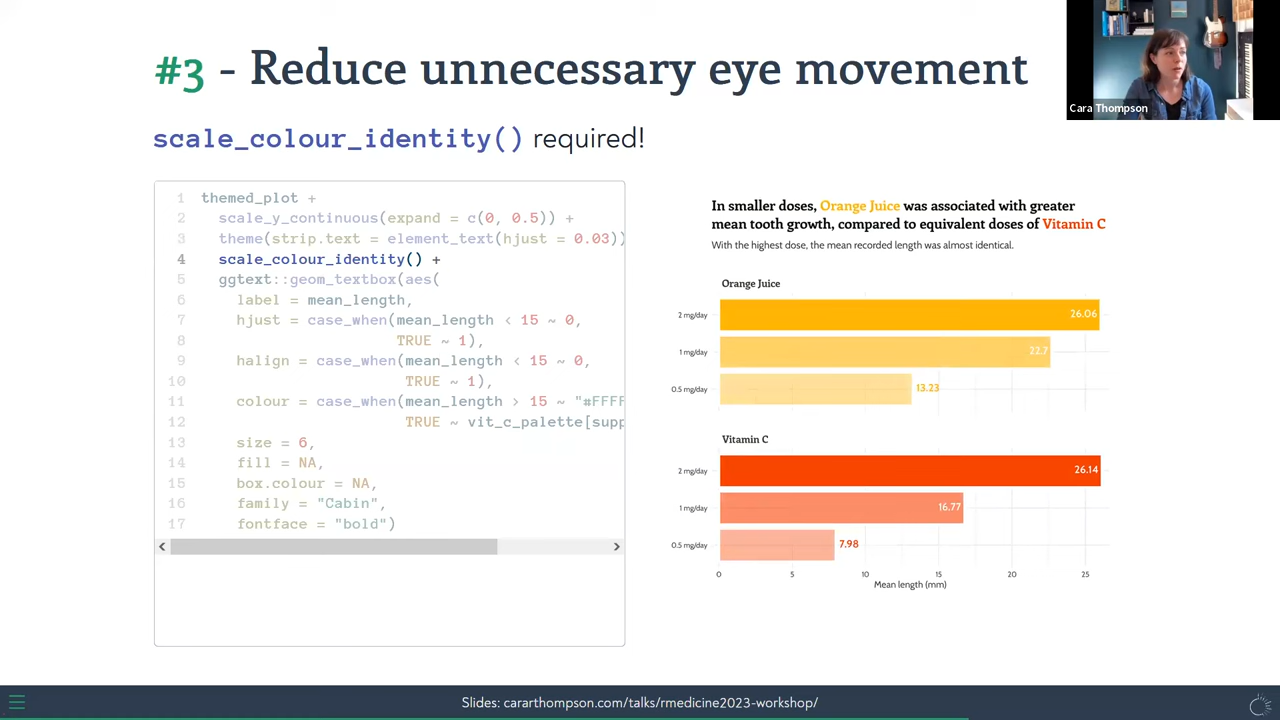 #3 - Reduce unnecessary eye movement
Cara Thompson
scale_colour_identity() required!
1 themed_plot +
2 scale_y_continuous(expand = c(0, 0.5)) +
3 theme(strip.text = element_text(hjust = 0.03))
4 scale_colour_identity() +
5 ggtext::geom_textbox(aes(
6 label = mean_length,
7 hjust = case_when(mean_length < 15 ~ 0,
8 TRUE ~ 1),
9 halign = case_when(mean_length < 15 ~ 0,
10 TRUE ~ 1),
11 colour = case_when(mean_length > 15 ~ "#FFFF
12 TRUE ~ vit_c_palette[supp
13 size = 6,
14 fill = NA,
15 box.colour = NA,
16 family = "Cabin",
17 fontface = "bold")
In smaller doses, Orange Juice was associated with greater
mean tooth growth, compared to equivalent doses of Vitamin C
With the highest dose, the mean recorded length was almost identical.
Orange Juice
2 mg/day 26.06
1 mg/day 22.7
0.5 mg/day 13.23
Vitamin C
2 mg/day 26.14
1 mg/day 16.77
0.5 mg/day 7.98
0 5 10 15 20 25
Mean length (mm)
Slides: cararthompson.com/talks/rmedicine2023-workshop/